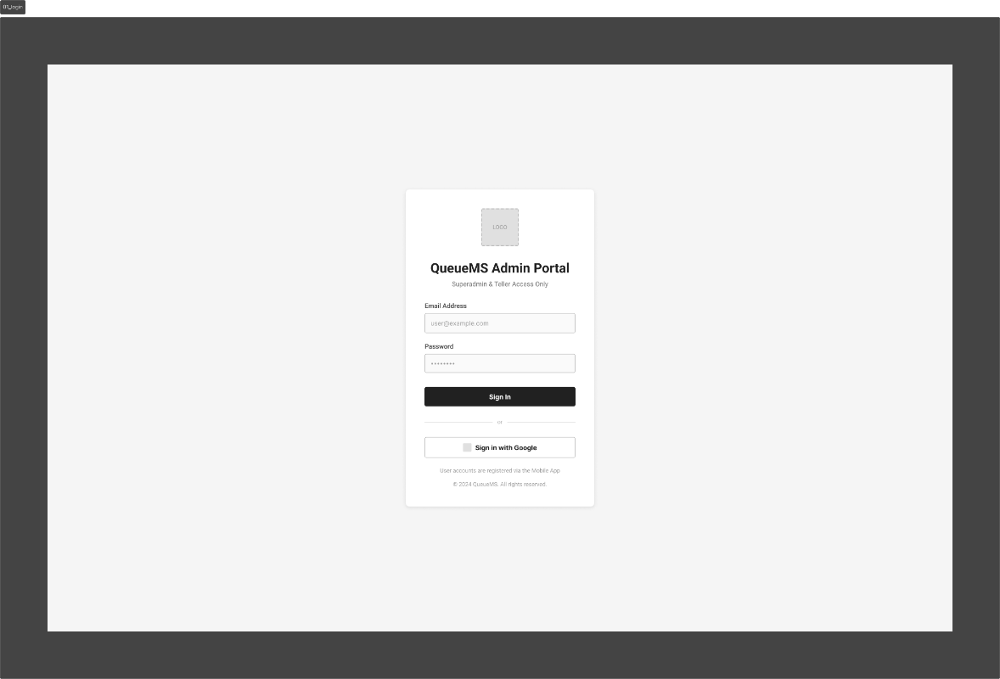 01_login
LOGO
QueueMS Admin Portal
Superadmin & Teller Access Only
Email Address
user@example.com
Password
••••••••
Sign In
or
Sign in with Google
User accounts are registered via the Mobile App
© 2024 QueueMS. All rights reserved.